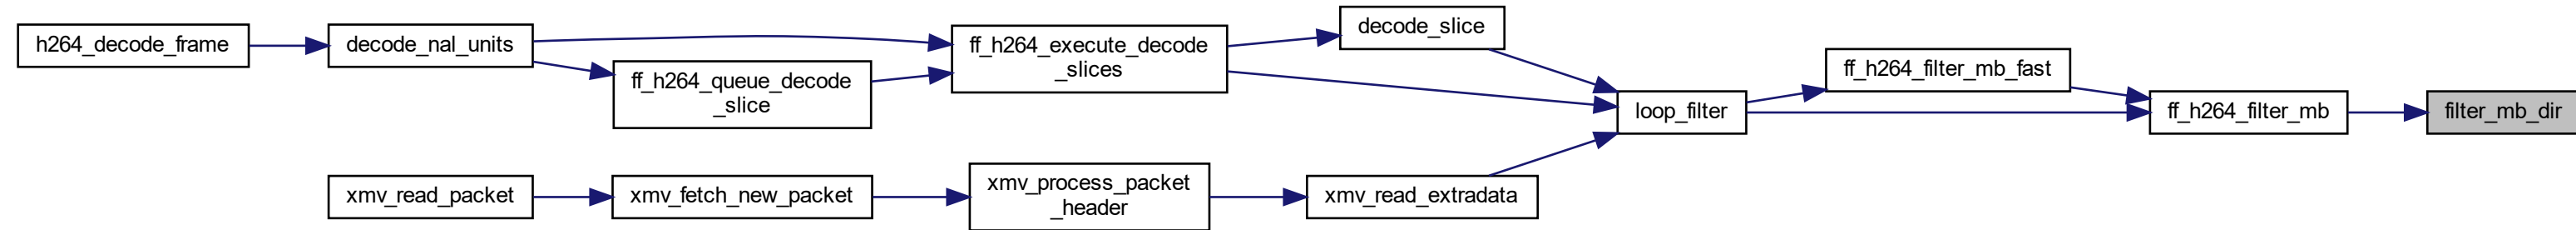 h264_decode_frame
decode_nal_units
ff_h264_queue_decode
_slice
ff_h264_execute_decode
_slices
decode_slice
loop_filter
ff_h264_filter_mb_fast
ff_h264_filter_mb
filter_mb_dir
xmv_read_packet
xmv_fetch_new_packet
xmv_process_packet
_header
xmv_read_extradata